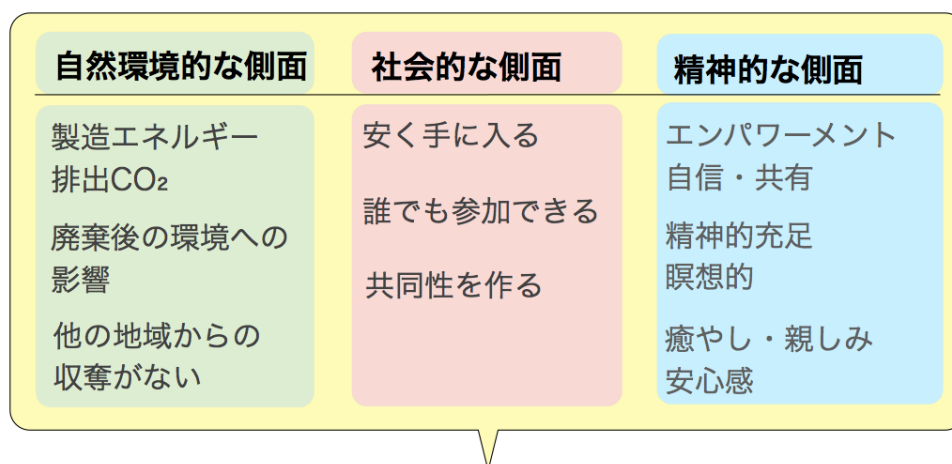 自然環境的な側面
製造エネルギー
排出CO₂
廃棄後の環境への
影響
他の地域からの
収奪がない
社会的な側面
安く手に入る
誰でも参加できる
共同性を作る
精神的な側面
エンパワーメント
自信・共有
精神的充足
瞑想的
癒やし・親しみ
安心感